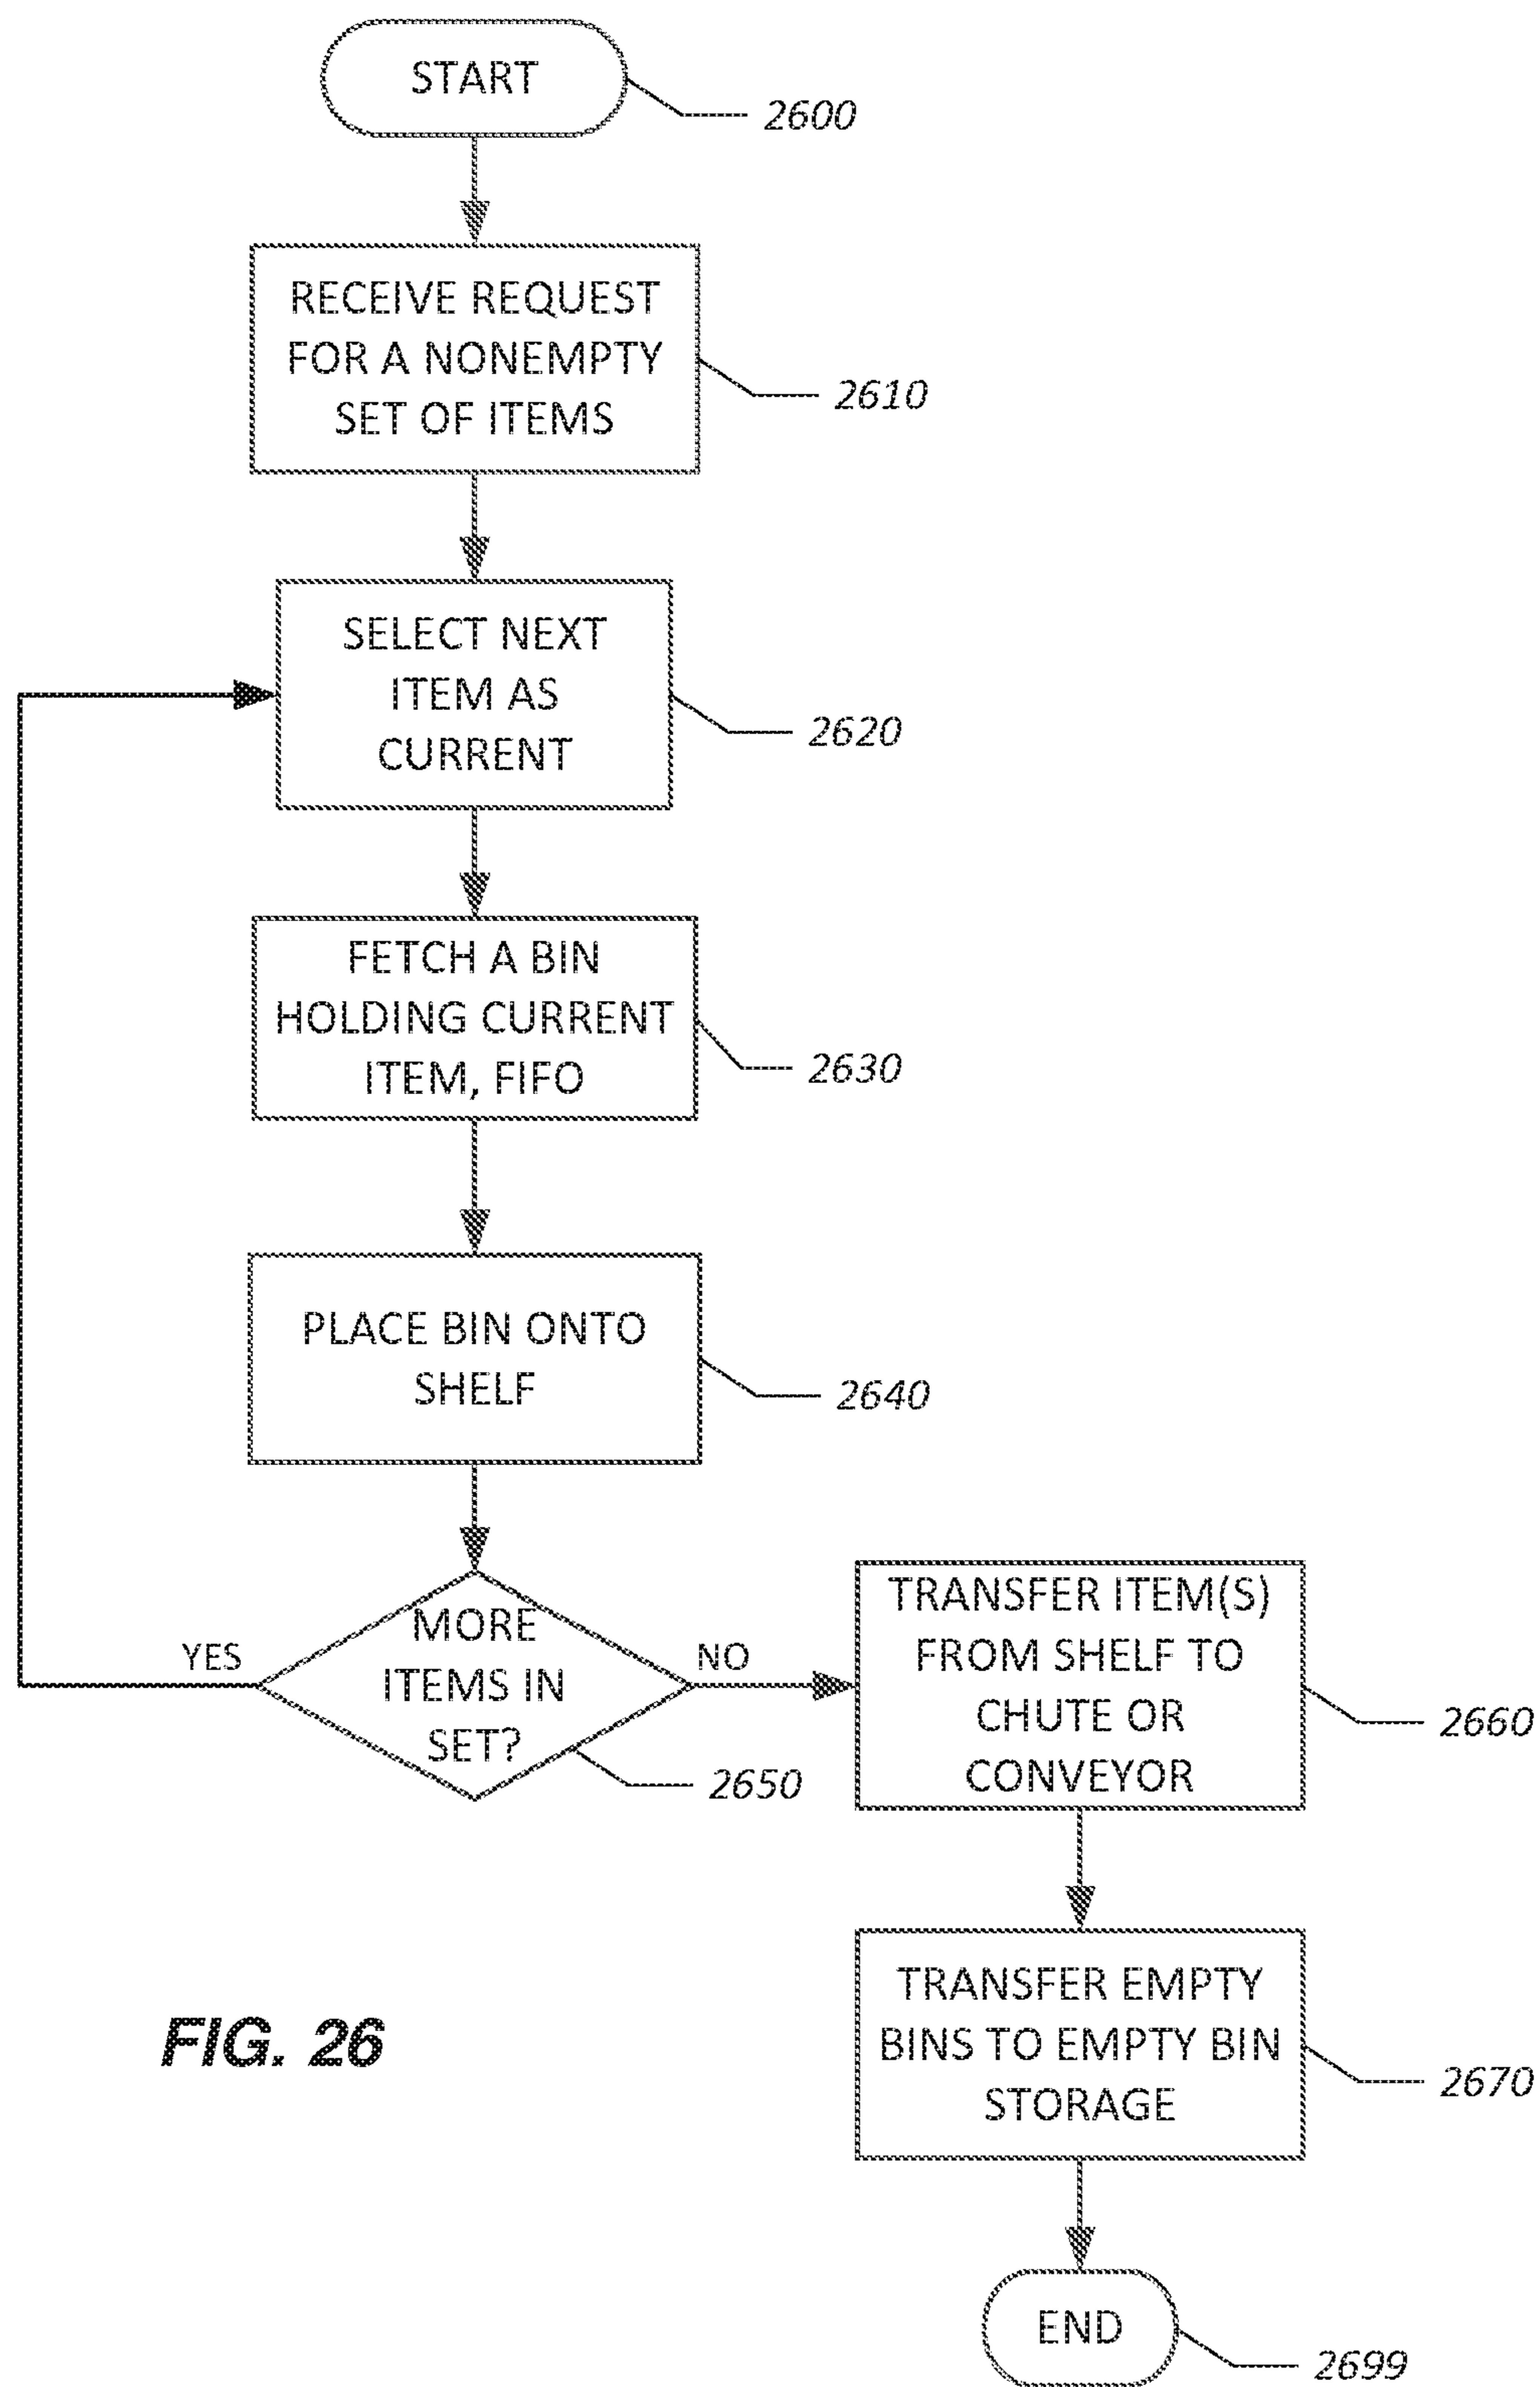 START
2600
RECEIVE REQUEST
FOR A NONEMPTY
SET OF ITEMS
2610
SELECT NEXT
ITEM AS
CURRENT
2620
FETCH A BIN
HOLDING CURRENT
ITEM, FIFO
2630
PLACE BIN ONTO
SHELF
2640
MORE
ITEMS IN
SET?
YES
NO
2650
TRANSFER ITEM(S)
FROM SHELF TO
CHUTE OR
CONVEYOR
2660
TRANSFER EMPTY
BINS TO EMPTY BIN
STORAGE
2670
END
2699
FIG. 26